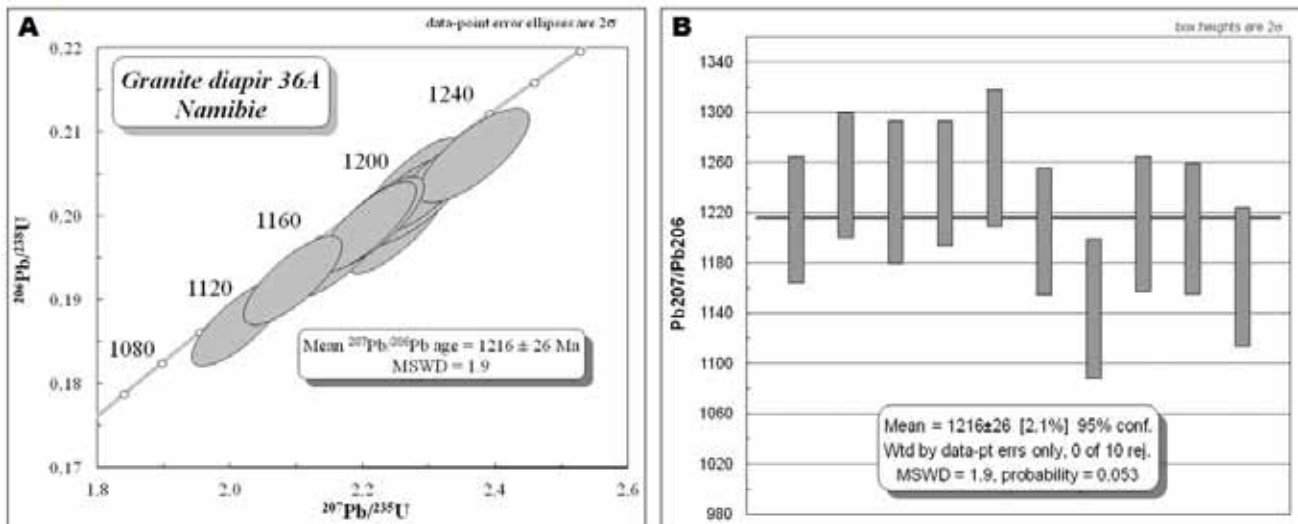 A
data-point error ellipses are 2σ
Granite diapir 36A
Namibie
0.22
0.21
0.20
0.19
0.18
0.17
²⁰⁶Pb/²³⁸U
1240
1200
1160
1120
1080
Mean ²⁰⁷Pb/²⁰⁶Pb age = 1216 ± 26 Ma
MSWD = 1.9
1.8
2.0
2.2
2.4
2.6
²⁰⁷Pb/²³⁵U
B
box heights are 2σ
1340
1300
1260
1220
1180
1140
1100
1060
1020
980
Pb207/Pb206
Mean = 1216±26 [2.1%] 95% conf.
Wtd by data-pt errs only, 0 of 10 rej.
MSWD = 1.9, probability = 0.053